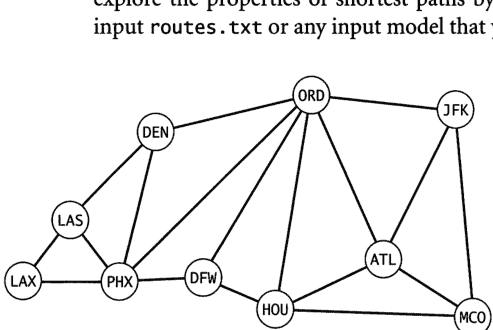 explore the properties of shortest paths by
input routes.txt or any input model that
ORD
JFK
DEN
LAS
ATL
LAX
PHX
DFW
HOU
MCO